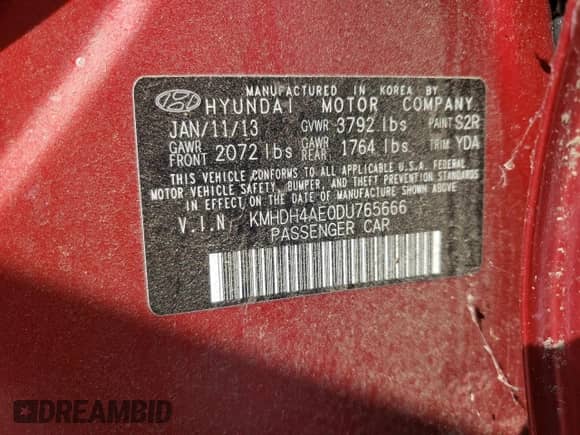 MANUFACTURED IN KOREA BY
HYUNDAI MOTOR COMPANY
JAN/11/13 GVWR 3792 lbs PAINT S2R
GAWR FRONT 2072 lbs GAWR REAR 1764 lbs. TRIM YDA
THIS VEHICLE CONFORMS TO ALL APPLICABLE U.S.A. FEDERAL
MOTOR VEHICLE SAFETY, BUMPER, AND THEFT PREVENTION
STANDARDS IN EFFECT ON THE DATE OF MANUFACTURE SHOWN ABOVE.
V.I.N KMHDH4AE0DU765666
PASSENGER CAR
DREAMBID